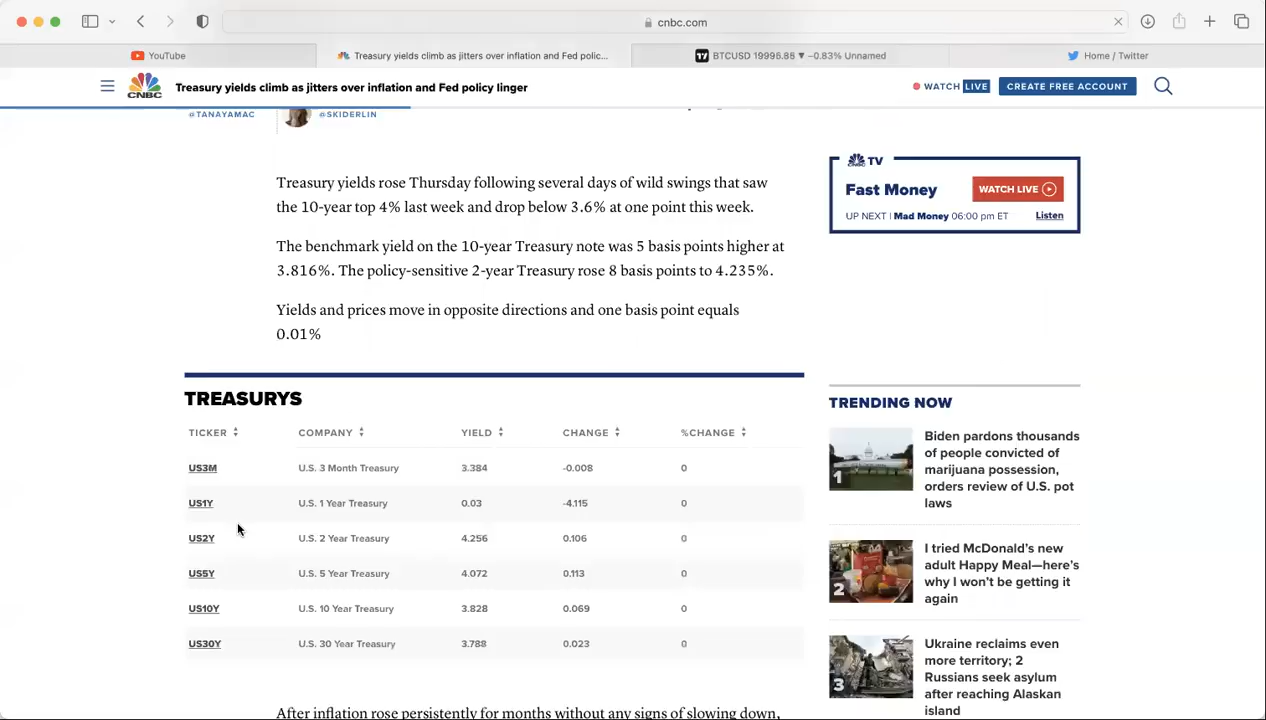 cnbc.com
YouTube
Treasury yields climb as jitters over inflation and Fed polic...
BTCUSD 19995.85 ▼ −0.83% Unnamed
Home / Twitter
CNBC
Treasury yields climb as jitters over inflation and Fed policy linger
WATCH LIVE
CREATE FREE ACCOUNT
@TANAYAMAC
@SKIDERLIN
Treasury yields rose Thursday following several days of wild swings that saw
the 10-year top 4% last week and drop below 3.6% at one point this week.
The benchmark yield on the 10-year Treasury note was 5 basis points higher at
3.816%. The policy-sensitive 2-year Treasury rose 8 basis points to 4.235%.
Yields and prices move in opposite directions and one basis point equals
0.01%
TREASURYS
TICKER COMPANY YIELD CHANGE %CHANGE
US3M U.S. 3 Month Treasury 3.384 -0.008 0
US1Y U.S. 1 Year Treasury 0.03 -4.115 0
US2Y U.S. 2 Year Treasury 4.256 0.106 0
US5Y U.S. 5 Year Treasury 4.072 0.113 0
US10Y U.S. 10 Year Treasury 3.828 0.069 0
US30Y U.S. 30 Year Treasury 3.788 0.023 0
After inflation rose persistently for months without any signs of slowing down,
CNBC TV
Fast Money
WATCH LIVE
UP NEXT | Mad Money 06:00 pm ET
Listen
TRENDING NOW
1
Biden pardons thousands
of people convicted of
marijuana possession,
orders review of U.S. pot
laws
2
I tried McDonald's new
adult Happy Meal—here's
why I won't be getting it
again
3
Ukraine reclaims even
more territory; 2
Russians seek asylum
after reaching Alaskan
island